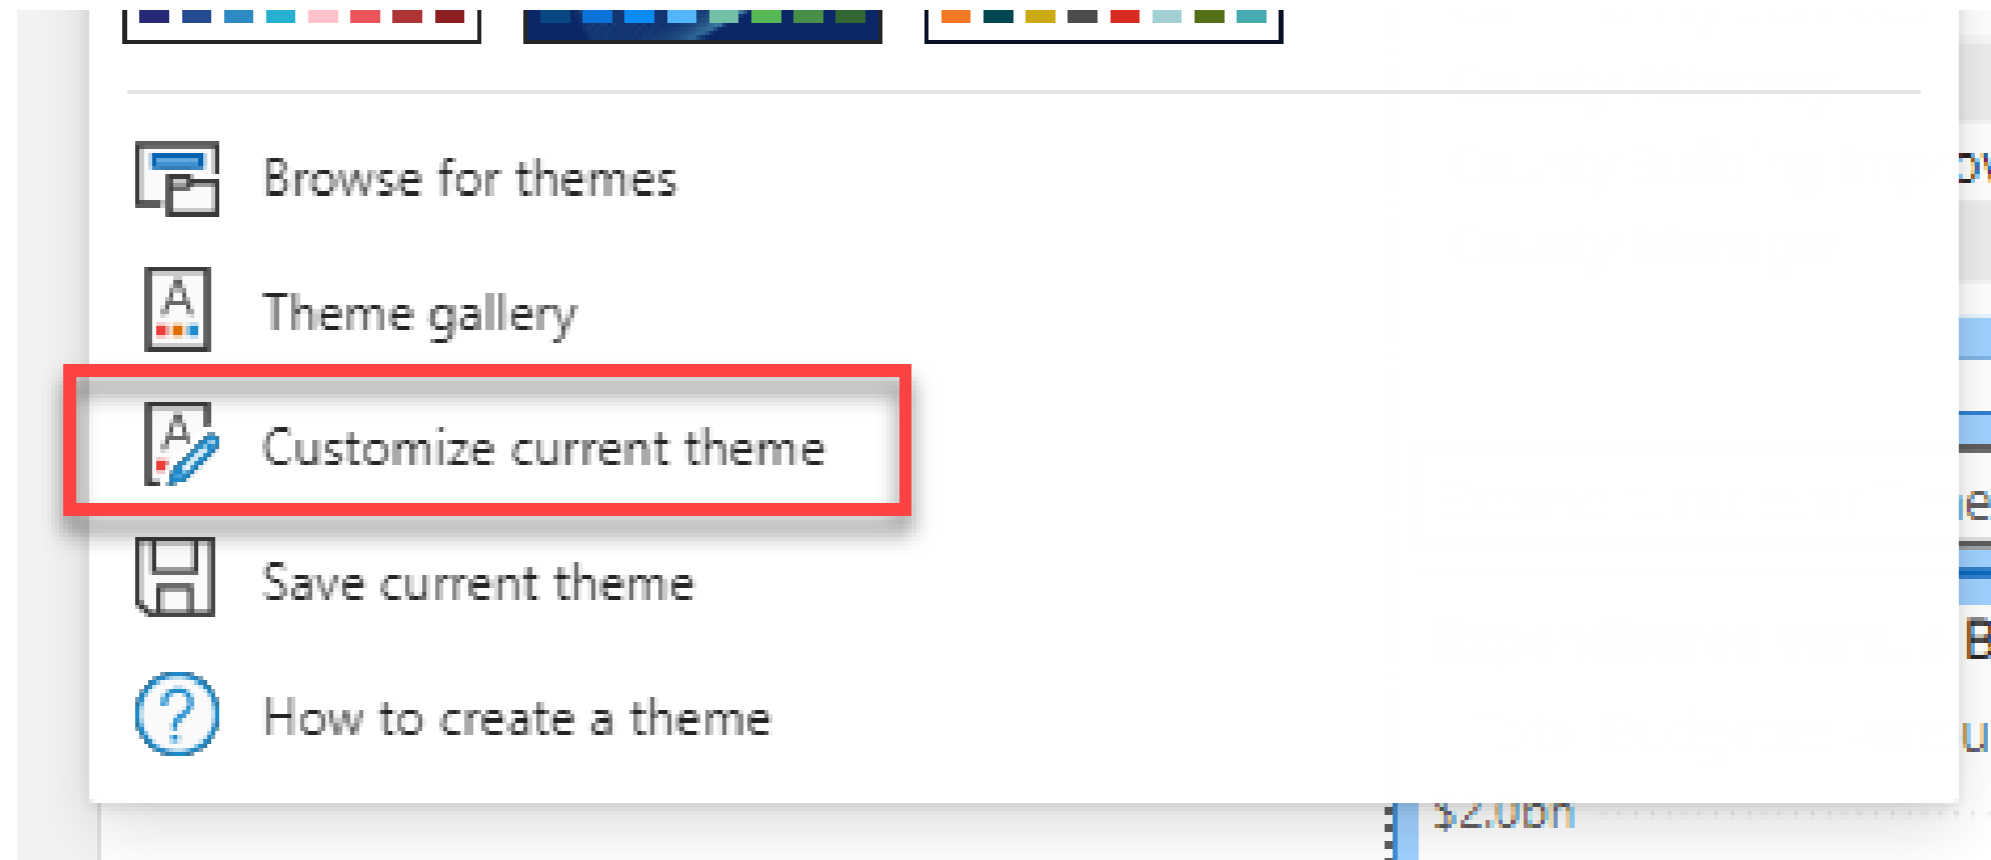 Browse for themes
Theme gallery
Customize current theme
Save current theme
How to create a theme
$2.0bn